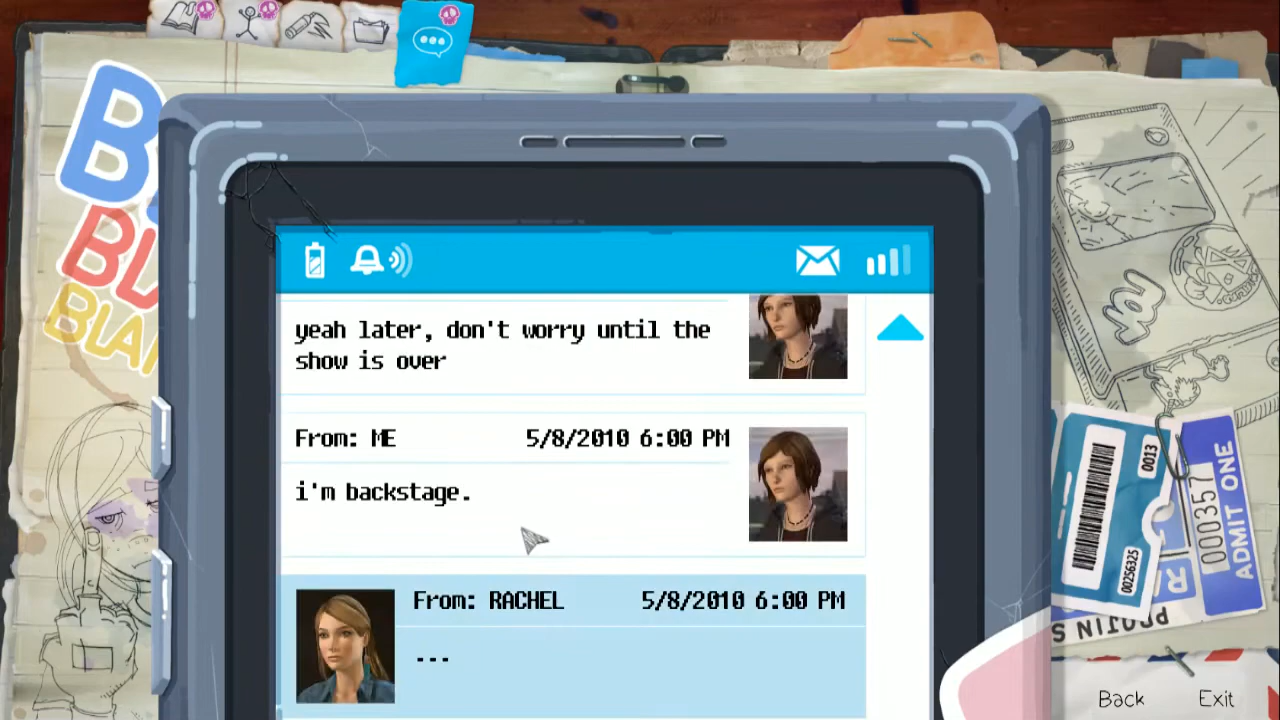 yeah later, don't worry until the
show is over
From: ME 5/8/2010 6:00 PM
i'm backstage.
From: RACHEL 5/8/2010 6:00 PM
---
0013
00256325
000357
ADMIT ONE
Back Exit